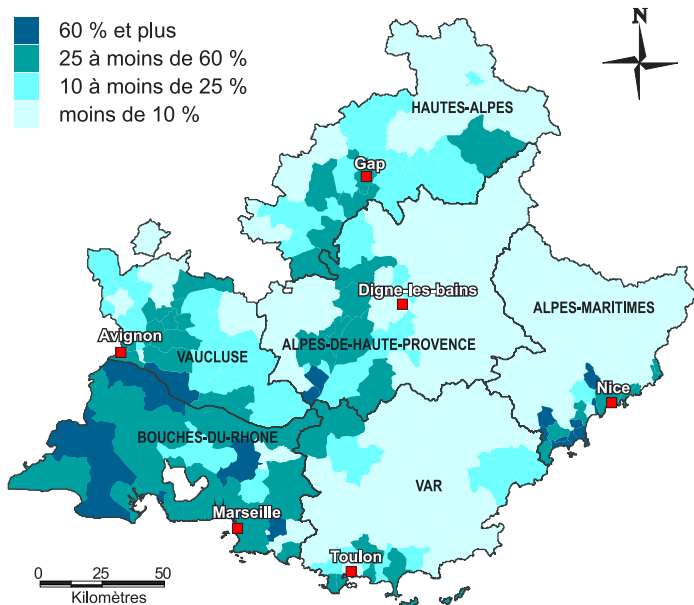 60 % et plus
25 à moins de 60 %
10 à moins de 25 %
moins de 10 %
N
HAUTES-ALPES
Gap
Digne-les-bains
ALPES-MARITIMES
Avignon
VAUCLUSE
ALPES-DE-HAUTE-PROVENCE
Nice
BOUCHES-DU-RHONE
VAR
Marseille
Toulon
0 25 50
Kilomètres